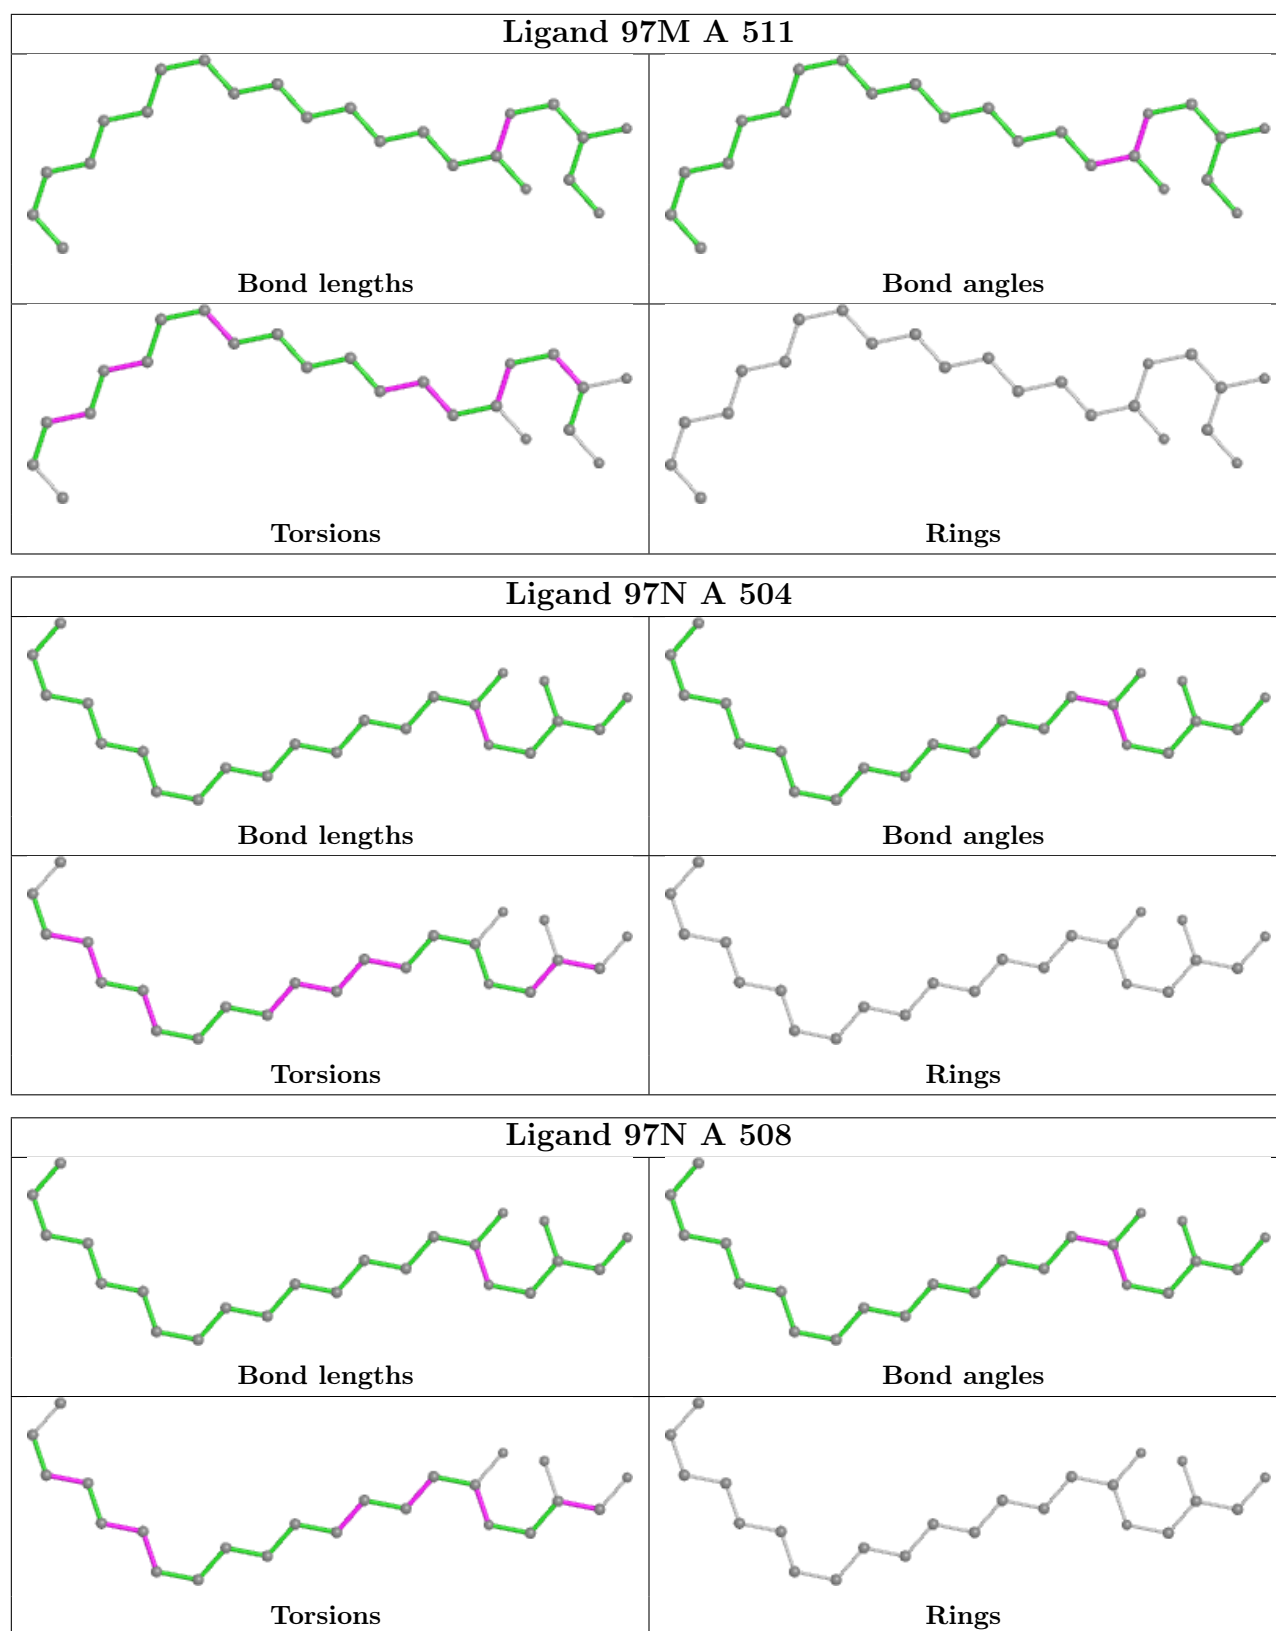 Ligand 97M A 511
Bond lengths
Bond angles
Torsions
Rings
Ligand 97N A 504
Bond lengths
Bond angles
Torsions
Rings
Ligand 97N A 508
Bond lengths
Bond angles
Torsions
Rings